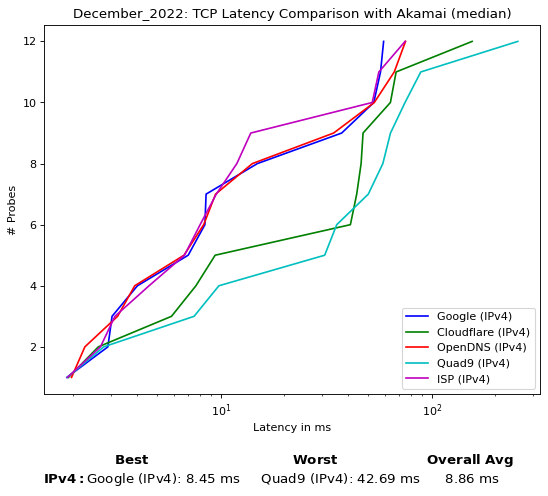 December_2022: TCP Latency Comparison with Akamai (median)
12
10
8
6
4
2
# Probes
10^1
10^2
Latency in ms
Google (IPv4)
Cloudflare (IPv4)
OpenDNS (IPv4)
Quad9 (IPv4)
ISP (IPv4)
Best Worst Overall Avg
IPv4: Google (IPv4): 8.45 ms Quad9 (IPv4): 42.69 ms 8.86 ms